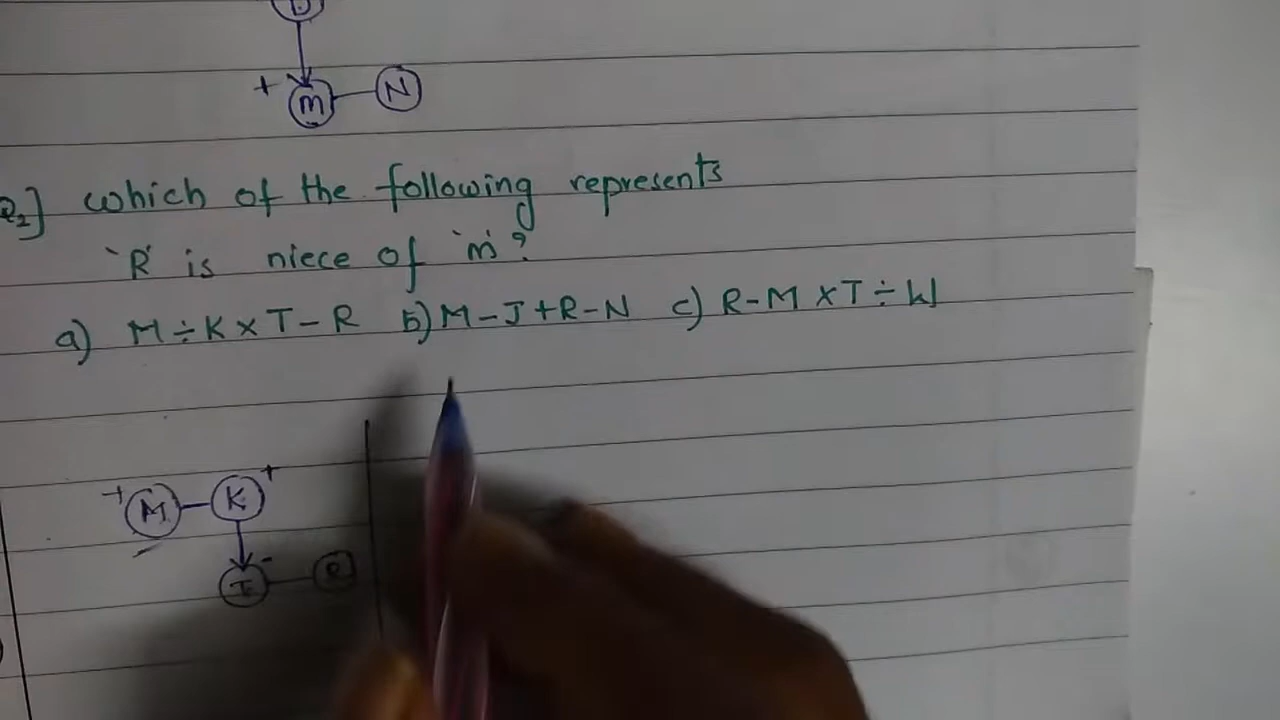 D
+ M N
Q2] which of the following represents
`R' is niece of `m'?
a) M÷K×T-R b) M-J+R-N c) R-M×T÷W
+ M K +
T - R